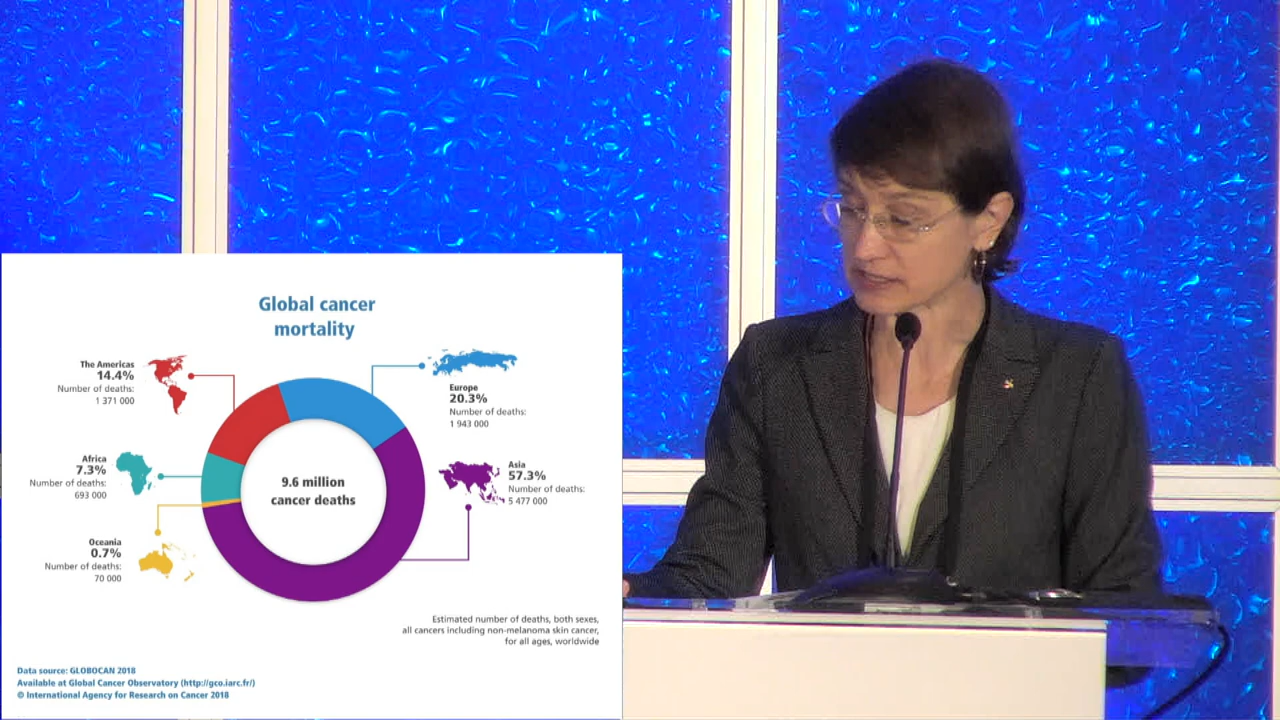 Global cancer
mortality
The Americas
14.4%
Number of deaths:
1 371 000
Europe
20.3%
Number of deaths:
1 943 000
Africa
7.3%
Number of deaths:
693 000
9.6 million
cancer deaths
Asia
57.3%
Number of deaths:
5 477 000
Oceania
0.7%
Number of deaths:
70 000
Estimated number of deaths, both sexes,
all cancers including non-melanoma skin cancer,
for all ages, worldwide
Data source: GLOBOCAN 2018
Available at Global Cancer Observatory (http://gco.iarc.fr/)
© International Agency for Research on Cancer 2018